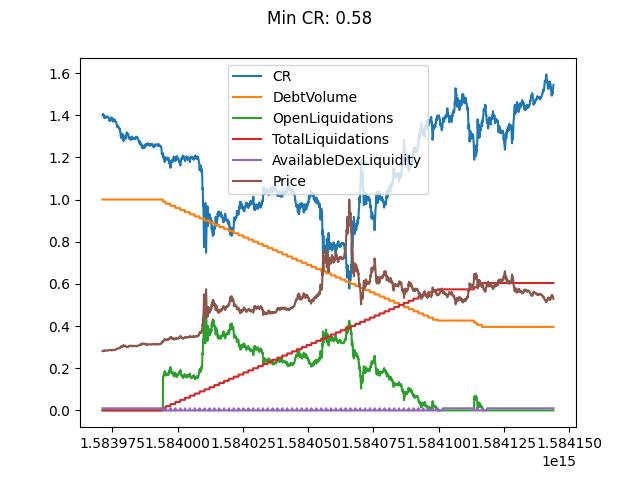 Min CR: 0.58
1.6
1.4
1.2
1.0
0.8
0.6
0.4
0.2
0.0
CR
DebtVolume
OpenLiquidations
TotalLiquidations
AvailableDexLiquidity
Price
1.583975 1.584000 1.584025 1.584050 1.584075 1.584100 1.584125 1.584150
1e15